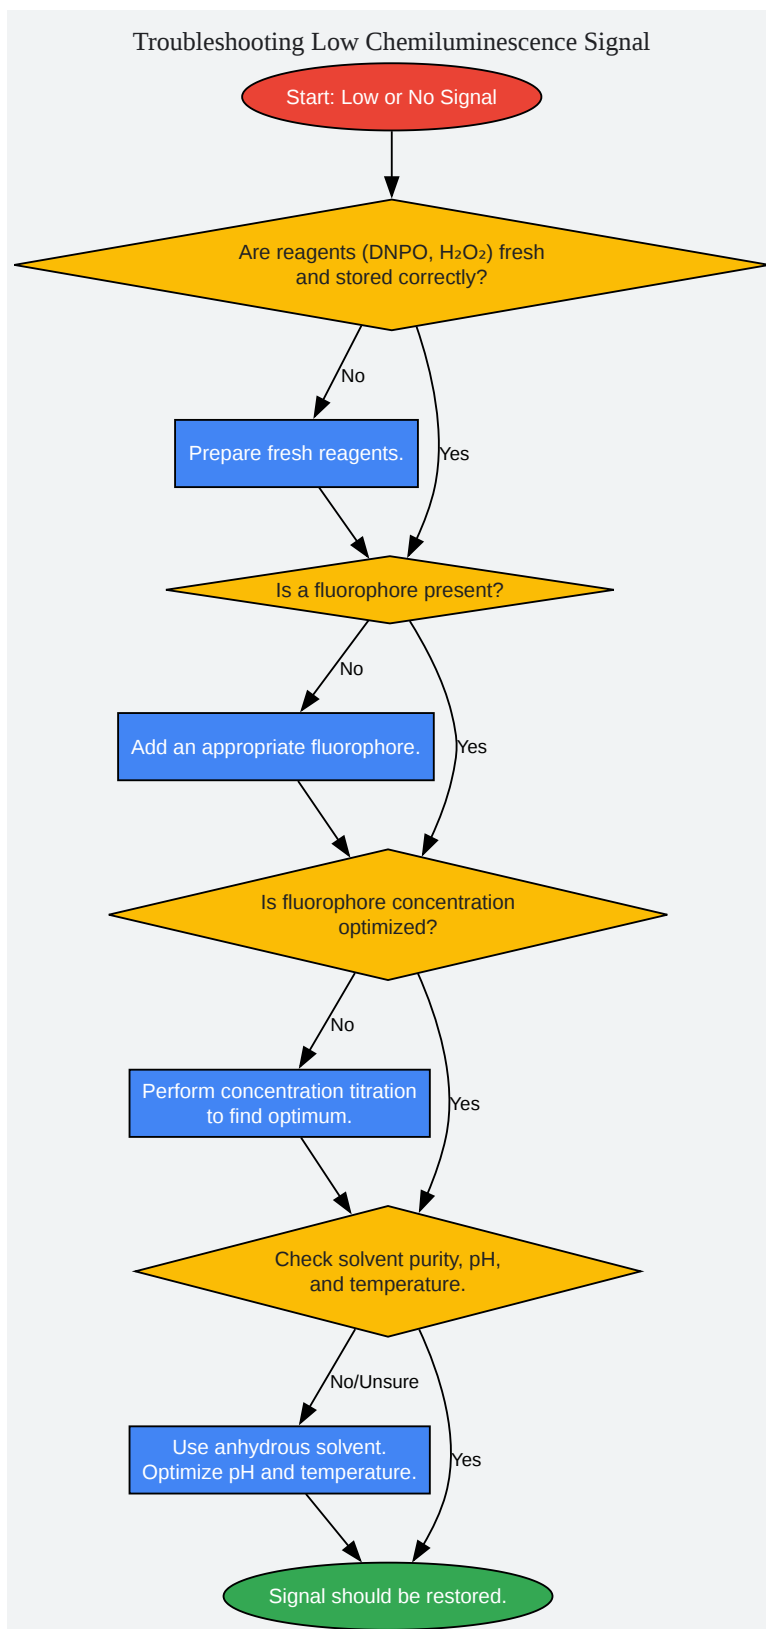 Troubleshooting Low Chemiluminescence Signal
Start: Low or No Signal
Are reagents (DNPO, H₂O₂) fresh
and stored correctly?
No
Prepare fresh reagents.
Yes
Is a fluorophore present?
No
Add an appropriate fluorophore.
Yes
Is fluorophore concentration
optimized?
No
Perform concentration titration
to find optimum.
Yes
Check solvent purity, pH,
and temperature.
No/Unsure
Use anhydrous solvent.
Optimize pH and temperature.
Yes
Signal should be restored.